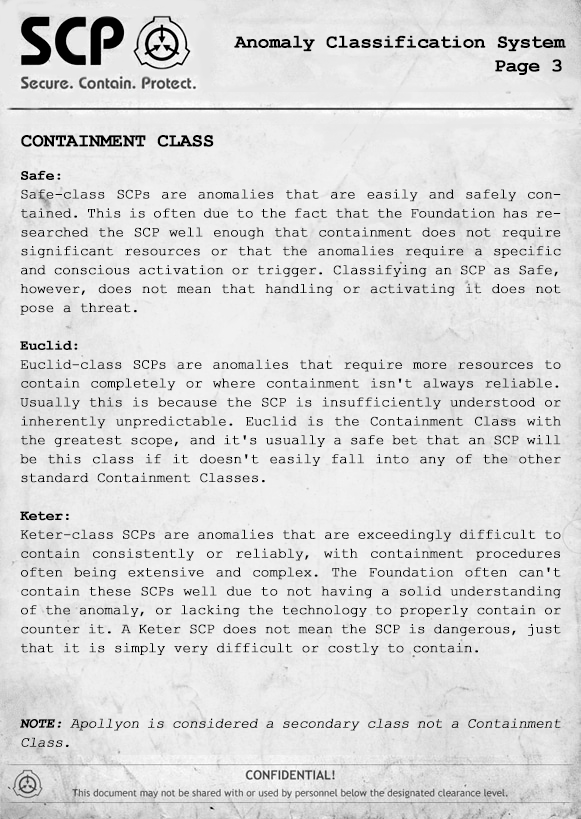 SCP
Secure. Contain. Protect.
Anomaly Classification System
Page 3
CONTAINMENT CLASS
Safe:
Safe-class SCPs are anomalies that are easily and safely con-
tained. This is often due to the fact that the Foundation has re-
searched the SCP well enough that containment does not require
significant resources or that the anomalies require a specific
and conscious activation or trigger. Classifying an SCP as Safe,
however, does not mean that handling or activating it does not
pose a threat.
Euclid:
Euclid-class SCPs are anomalies that require more resources to
contain completely or where containment isn't always reliable.
Usually this is because the SCP is insufficiently understood or
inherently unpredictable. Euclid is the Containment Class with
the greatest scope, and it's usually a safe bet that an SCP will
be this class if it doesn't easily fall into any of the other
standard Containment Classes.
Keter:
Keter-class SCPs are anomalies that are exceedingly difficult to
contain consistently or reliably, with containment procedures
often being extensive and complex. The Foundation often can't
contain these SCPs well due to not having a solid understanding
of the anomaly, or lacking the technology to properly contain or
counter it. A Keter SCP does not mean the SCP is dangerous, just
that it is simply very difficult or costly to contain.
NOTE: Apollyon is considered a secondary class not a Containment
Class.
CONFIDENTIAL!
This document may not be shared with or used by personnel below the designated clearance level.